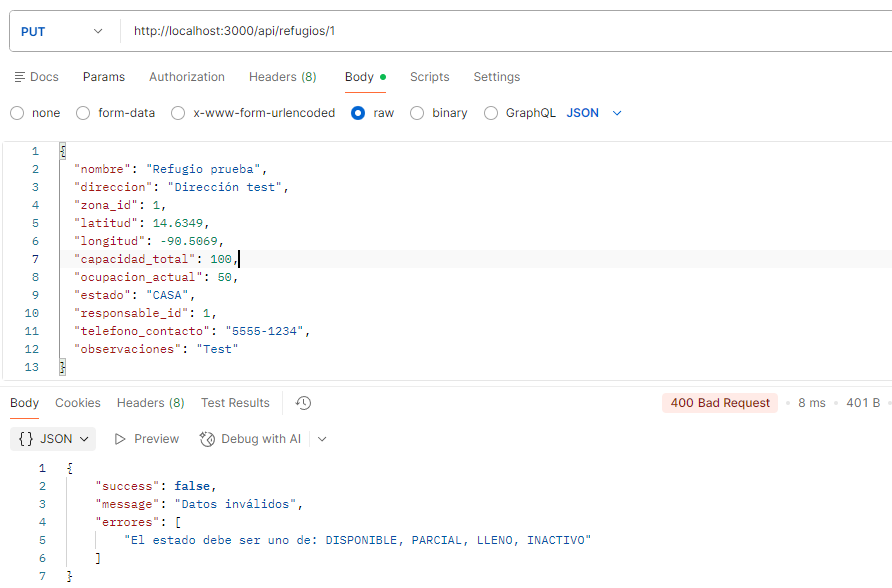 PUT http://localhost:3000/api/refugios/1
Docs Params Authorization Headers (8) Body Scripts Settings
none form-data x-www-form-urlencoded raw binary GraphQL JSON
1 {
2 "nombre": "Refugio prueba",
3 "direccion": "Dirección test",
4 "zona_id": 1,
5 "latitud": 14.6349,
6 "longitud": -90.5069,
7 "capacidad_total": 100,
8 "ocupacion_actual": 50,
9 "estado": "CASA",
10 "responsable_id": 1,
11 "telefono_contacto": "5555-1234",
12 "observaciones": "Test"
13 }
Body Cookies Headers (8) Test Results 400 Bad Request • 8 ms • 401 B •
{} JSON Preview Debug with AI
1 {
2 "success": false,
3 "message": "Datos inválidos",
4 "errores": [
5 "El estado debe ser uno de: DISPONIBLE, PARCIAL, LLENO, INACTIVO"
6 ]
7 }